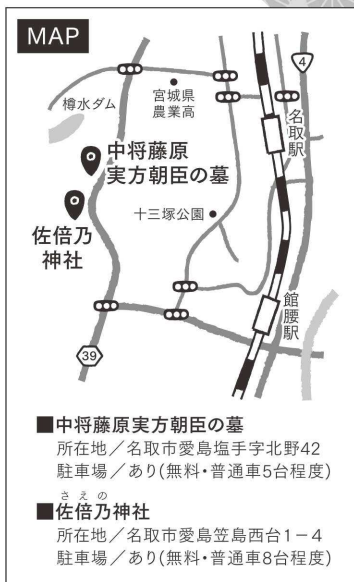 MAP
4
樽水ダム
宮城県
農業高
名取駅
中将藤原
実方朝臣の墓
十三塚公園
佐倍乃
神社
館腰駅
39
■中将藤原実方朝臣の墓
所在地／名取市愛島塩手字北野42
駐車場／あり(無料・普通車5台程度)
さえの
■佐倍乃神社
所在地／名取市愛島笠島西台1－4
駐車場／あり(無料・普通車8台程度)